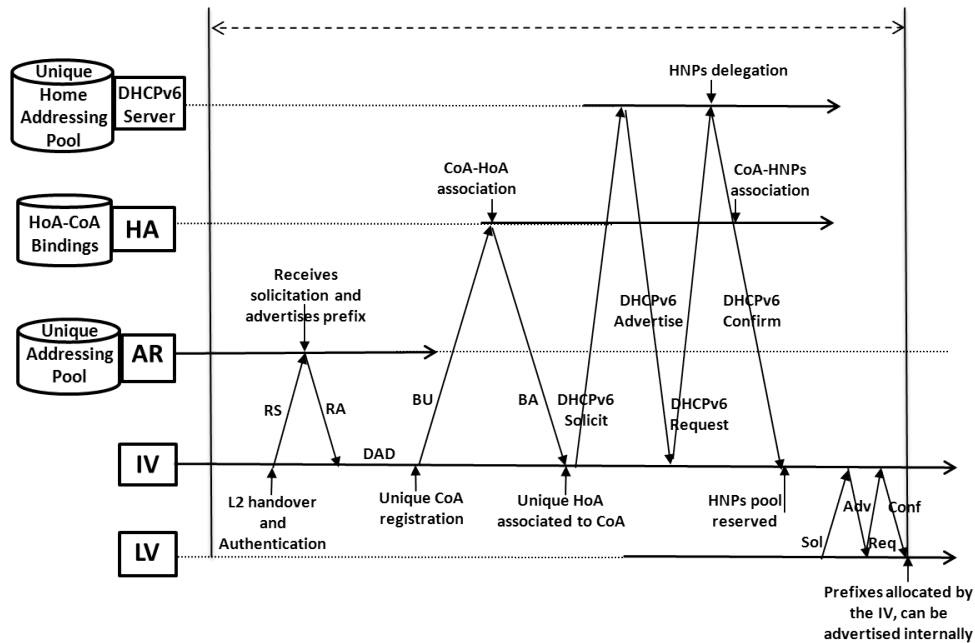 Unique
Home
Addressing
Pool
DHCPv6
Server
HNPs delegation
HoA-CoA
Bindings
HA
CoA-HoA
association
CoA-HNPs
association
Receives
solicitation and
advertises prefix
DHCPv6
Advertise
DHCPv6
Confirm
Unique
Addressing
Pool
AR
RS
RA
BU
BA
DHCPv6
Solicit
DHCPv6
Request
IV
DAD
L2 handover
and
Authentication
Unique CoA
registration
Unique HoA
associated to CoA
HNPs pool
reserved
Adv
Conf
LV
Sol
Req
Prefixes allocated by
the IV, can be
advertised internally